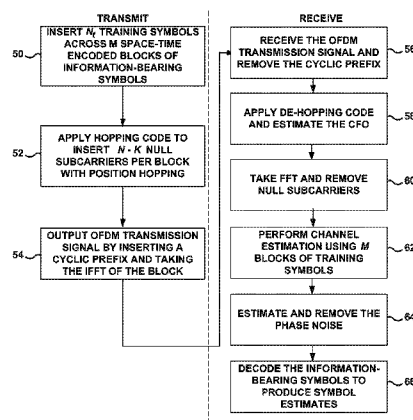 TRANSMIT
50
INSERT Nt TRAINING SYMBOLS
ACROSS M SPACE-TIME
ENCODED BLOCKS OF
INFORMATION-BEARING
SYMBOLS
52
APPLY HOPPING CODE TO
INSERT N - K NULL
SUBCARRIERS PER BLOCK
WITH POSITION HOPPING
54
OUTPUT OFDM TRANSMISSION
SIGNAL BY INSERTING A
CYCLIC PREFIX AND TAKING
THE IFFT OF THE BLOCK
RECEIVE
RECEIVE THE OFDM
TRANSMISSION SIGNAL AND
REMOVE THE CYCLIC PREFIX
56
APPLY DE-HOPPING CODE
AND ESTIMATE THE CFO
58
TAKE FFT AND REMOVE
NULL SUBCARRIERS
60
PERFORM CHANNEL
ESTIMATION USING M
BLOCKS OF TRAINING
SYMBOLS
62
ESTIMATE AND REMOVE THE
PHASE NOISE
64
DECODE THE INFORMATION-
BEARING SYMBOLS TO
PRODUCE SYMBOL
ESTIMATES
66